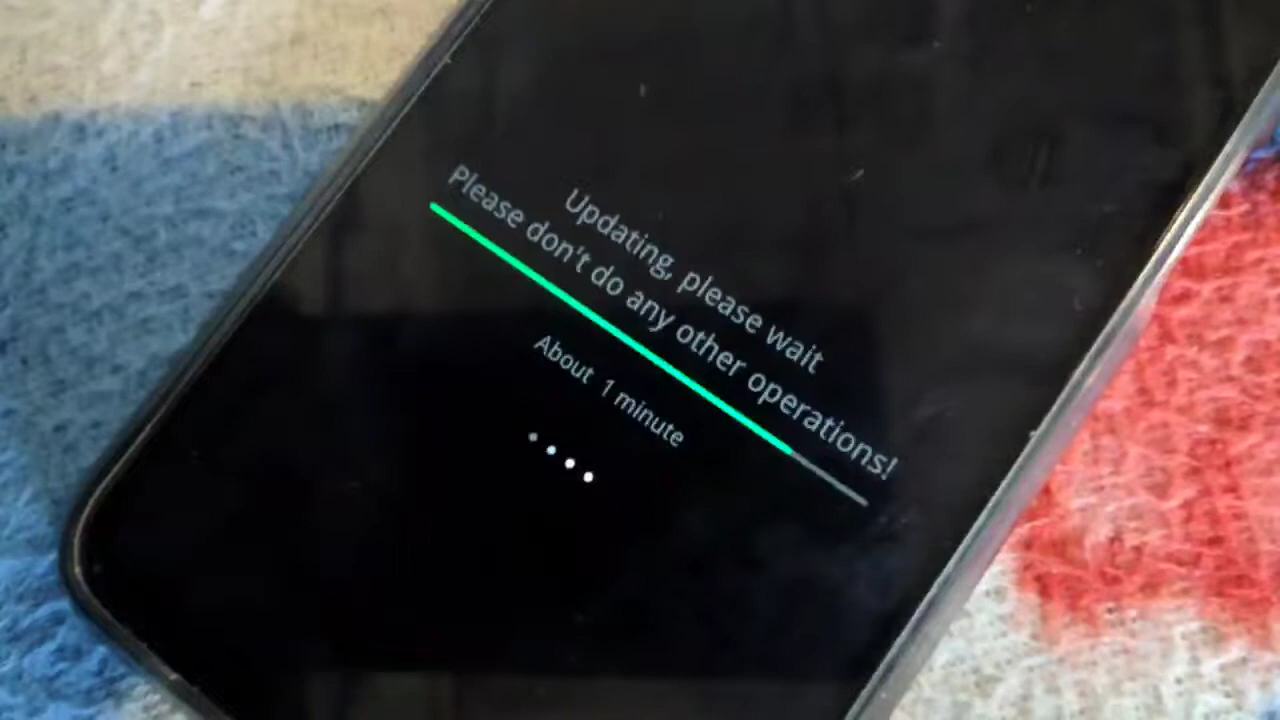 Updating, please wait
Please don't do any other operations!
About 1 minute